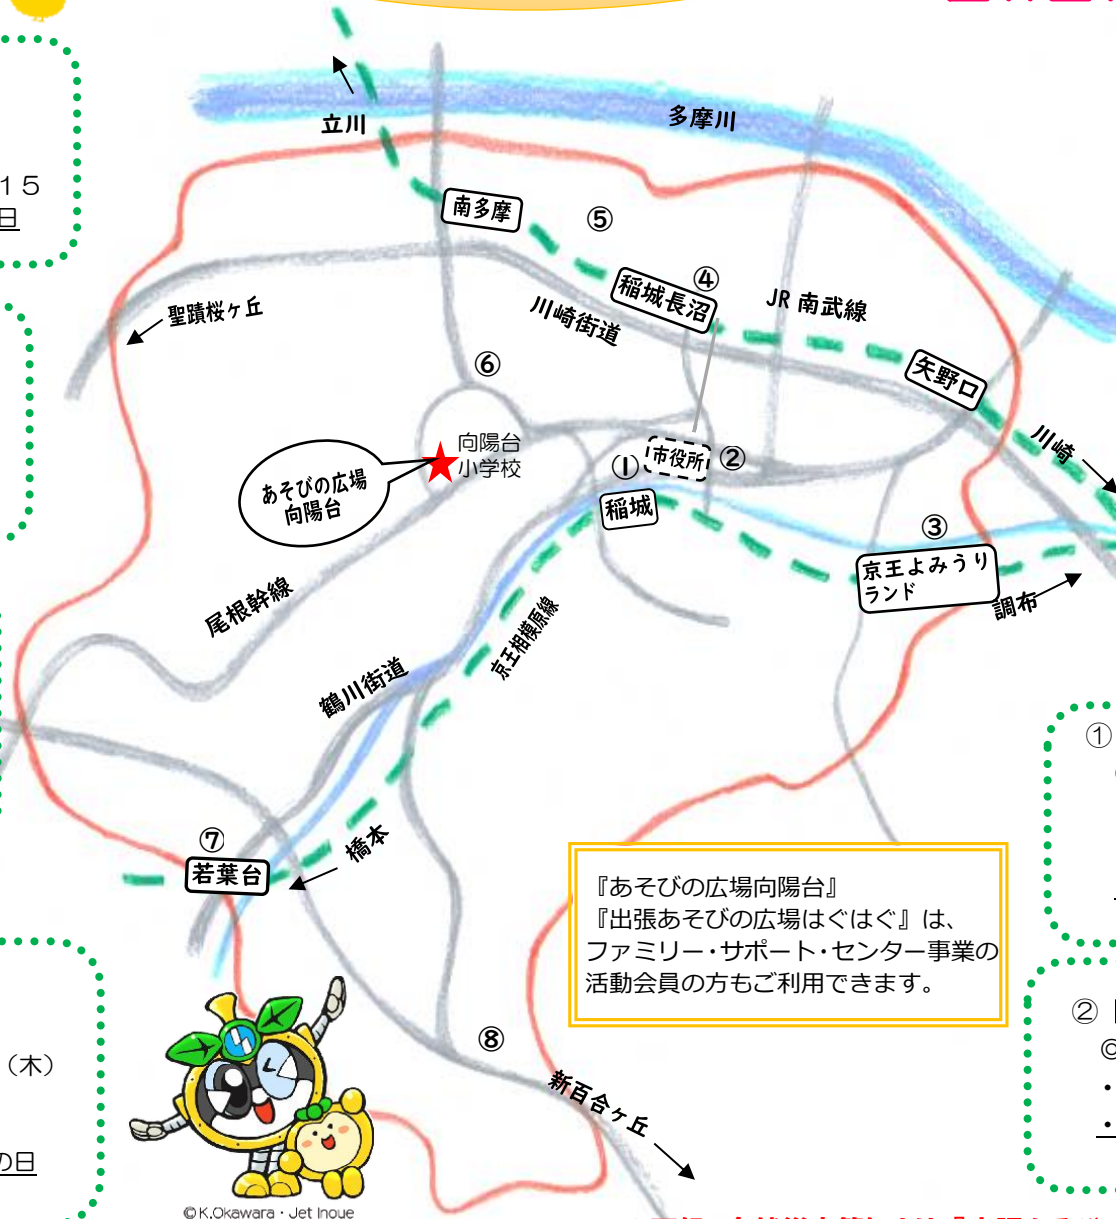 多摩川
立川
１５
日
南多摩
⑤
④
稲城長沼
JR 南武線
聖蹟桜ヶ丘
川崎街道
矢野口
⑥
川崎
向陽台
小学校
①
市役所
②
あそびの広場
向陽台
稲城
③
京王よみうり
ランド
調布
尾根幹線
京王相模原線
鶴川街道
①
⑦
若葉台
橋本
『あそびの広場向陽台』
『出張あそびの広場はぐはぐ』は、
ファミリー・サポート・センター事業の
活動会員の方もご利用できます。
②
◎
・
・
（木）
の日
⑧
新百合ヶ丘
©K.Okawara・Jet Inoue